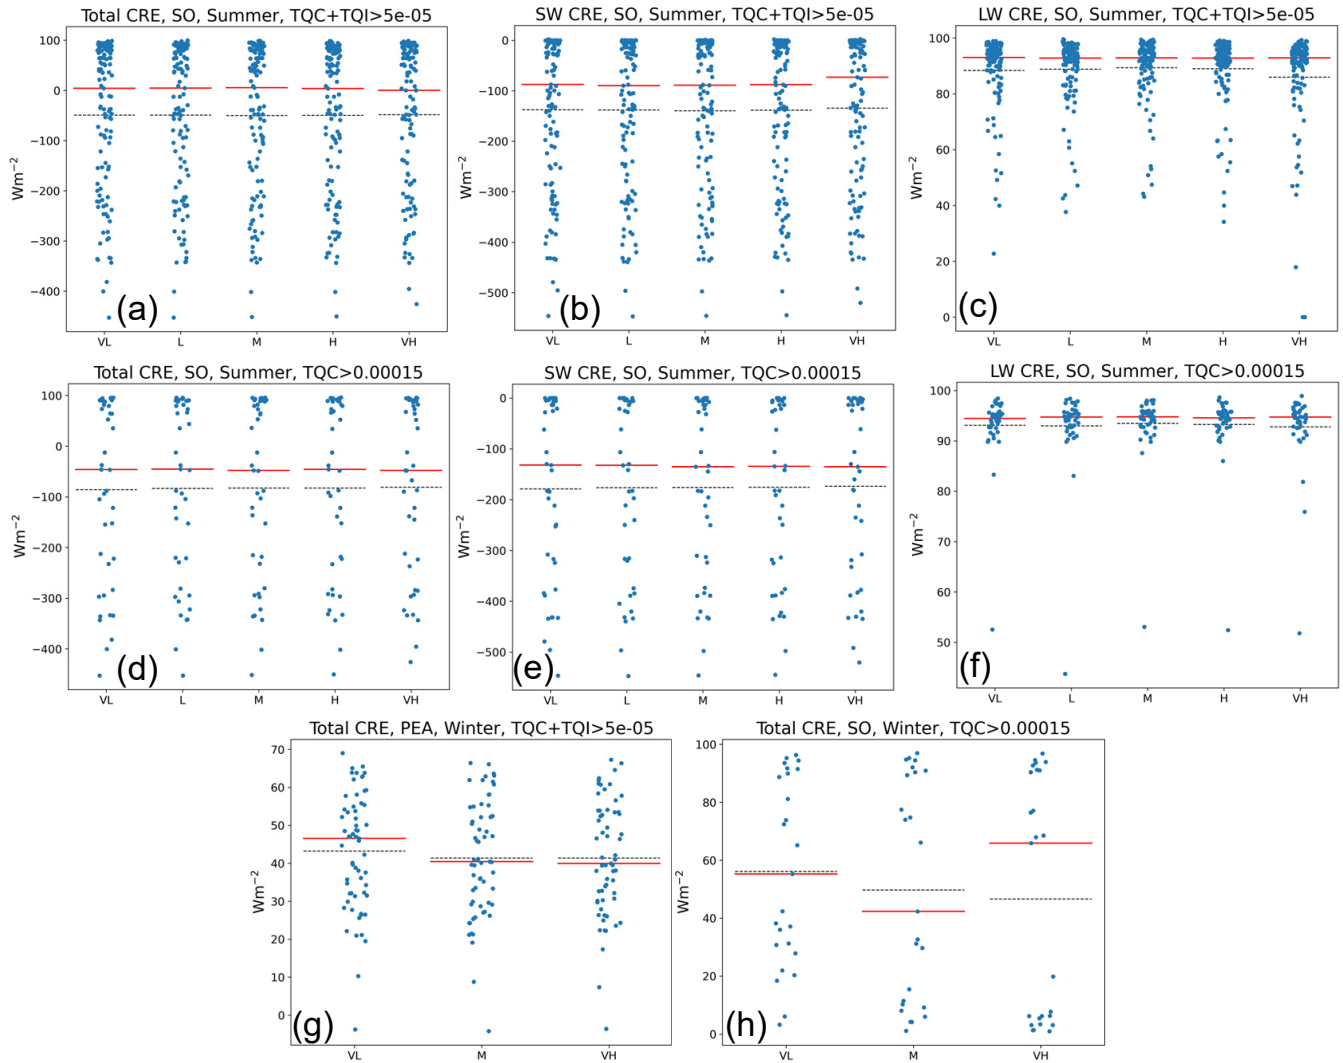 Total CRE, SO, Summer, TQC+TQI>5e-05
Wm−2
100
0
−100
−200
−300
−400
VL L M H VH
(a)
SW CRE, SO, Summer, TQC+TQI>5e-05
Wm−2
0
−100
−200
−300
−400
−500
VL L M H VH
(b)
LW CRE, SO, Summer, TQC+TQI>5e-05
Wm−2
100
80
60
40
20
0
VL L M H VH
(c)
Total CRE, SO, Summer, TQC>0.00015
Wm−2
100
0
−100
−200
−300
−400
VL L M H VH
(d)
SW CRE, SO, Summer, TQC>0.00015
Wm−2
0
−100
−200
−300
−400
−500
VL L M H VH
(e)
LW CRE, SO, Summer, TQC>0.00015
Wm−2
100
90
80
70
60
50
VL L M H VH
(f)
Total CRE, PEA, Winter, TQC+TQI>5e-05
Wm−2
70
60
50
40
30
20
10
0
VL M VH
(g)
Total CRE, SO, Winter, TQC>0.00015
Wm−2
100
80
60
40
20
0
VL M VH
(h)